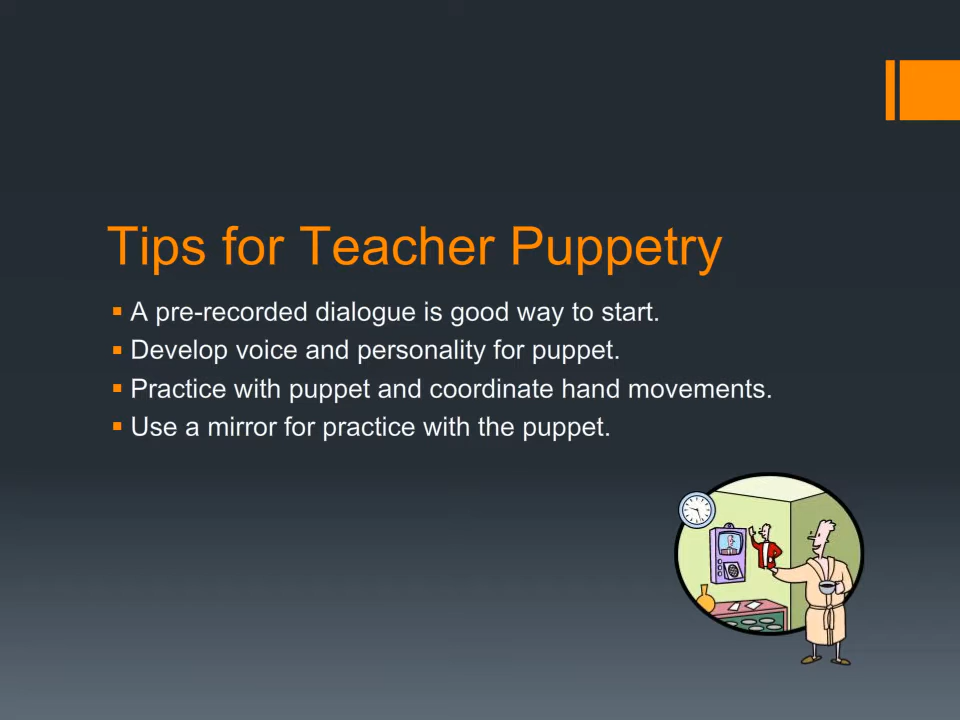 Tips for Teacher Puppetry
A pre-recorded dialogue is good way to start.
Develop voice and personality for puppet.
Practice with puppet and coordinate hand movements.
Use a mirror for practice with the puppet.